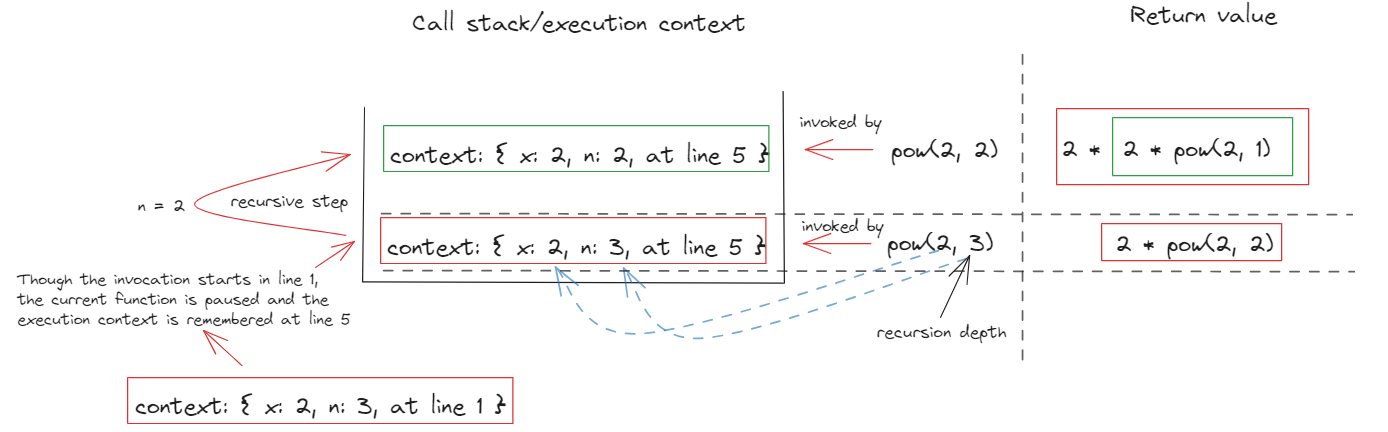 Call stack/execution context
Return value
invoked by
context: { x: 2, n: 2, at line 5 }
pow(2, 2)
2 * 2 * pow(2, 1)
n = 2
recursive step
invoked by
context: { x: 2, n: 3, at line 5 }
pow(2, 3)
2 * pow(2, 2)
Though the invocation starts in line 1,
the current function is paused and the
execution context is remembered at line 5
recursion depth
context: { x: 2, n: 3, at line 1 }